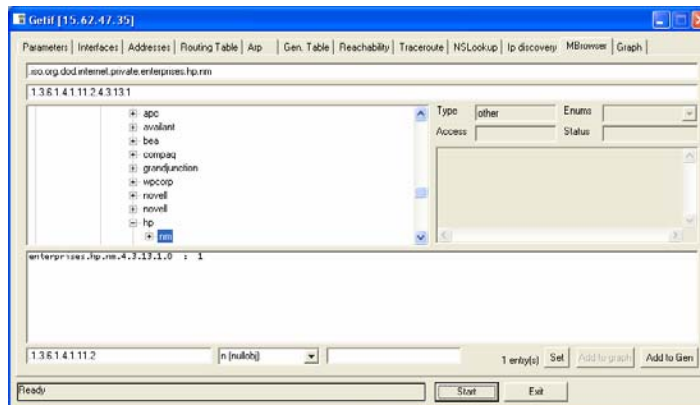 Getif [15.62.47.35]
Parameters | Interfaces | Addresses | Routing Table | Arp | Gen. Table | Reachability | Traceroute | NSLookup | Ip discovery | MBrowser | Graph
.iso.org.dod.internet.private.enterprises.hp.nm
.1.3.6.1.4.1.11.2.4.3.13.1
apc
availant
bea
compaq
grandjunction
wpcorp
novell
novell
hp
nm
Type other Enums
Access Status
enterprises.hp.nm.4.3.13.1.0 : 1
.1.3.6.1.4.1.11.2 n (nullobj) 1 entry(s) Set Add to graph Add to Gen
Ready Start Exit